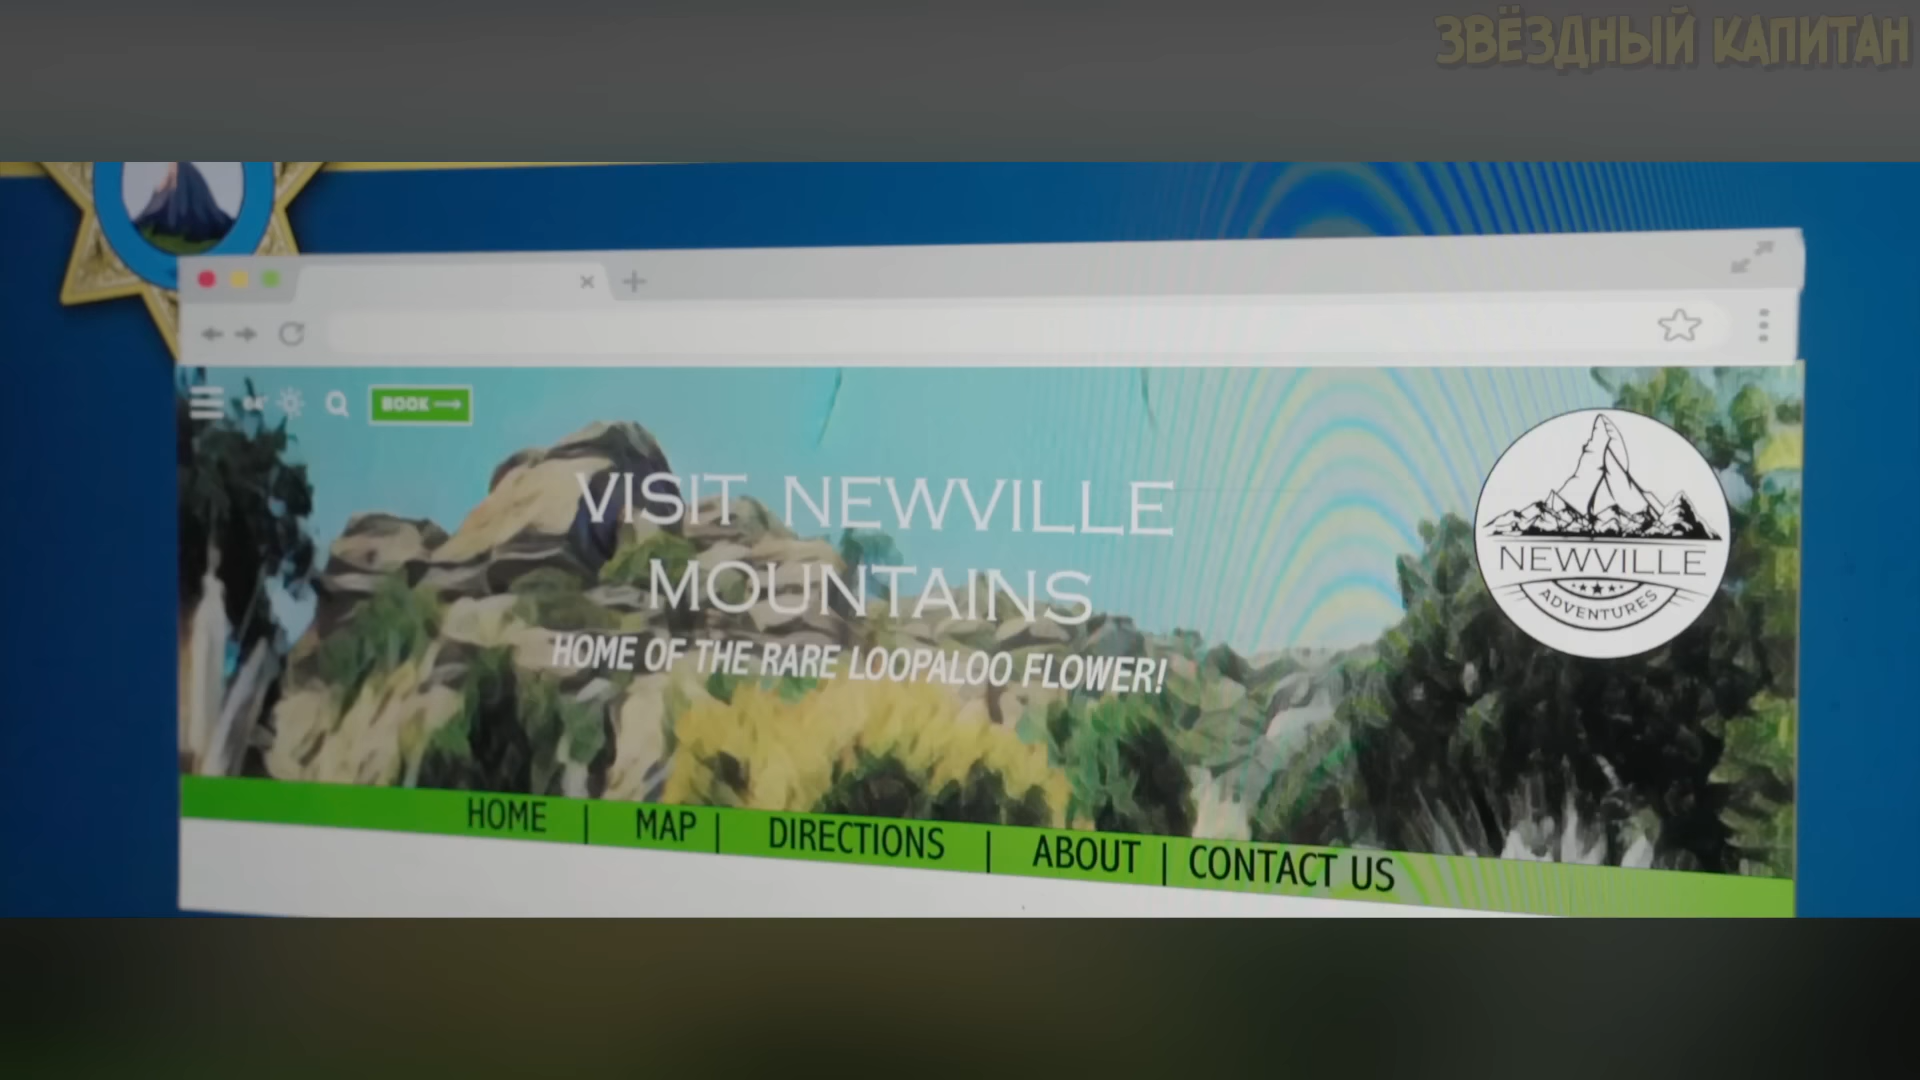 ЗВЁЗДНЫЙ КАПИТАН
BOOK
VISIT NEWVILLE
MOUNTAINS
HOME OF THE RARE LOOPALOO FLOWER!
NEWVILLE
ADVENTURES
HOME | MAP | DIRECTIONS | ABOUT | CONTACT US